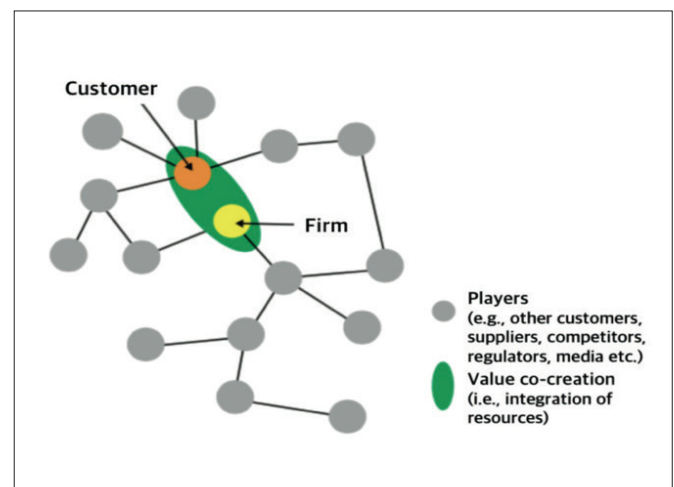 Customer
Firm
Players
(e.g., other customers,
suppliers, competitors,
regulators, media etc.)
Value co-creation
(i.e., integration of
resources)